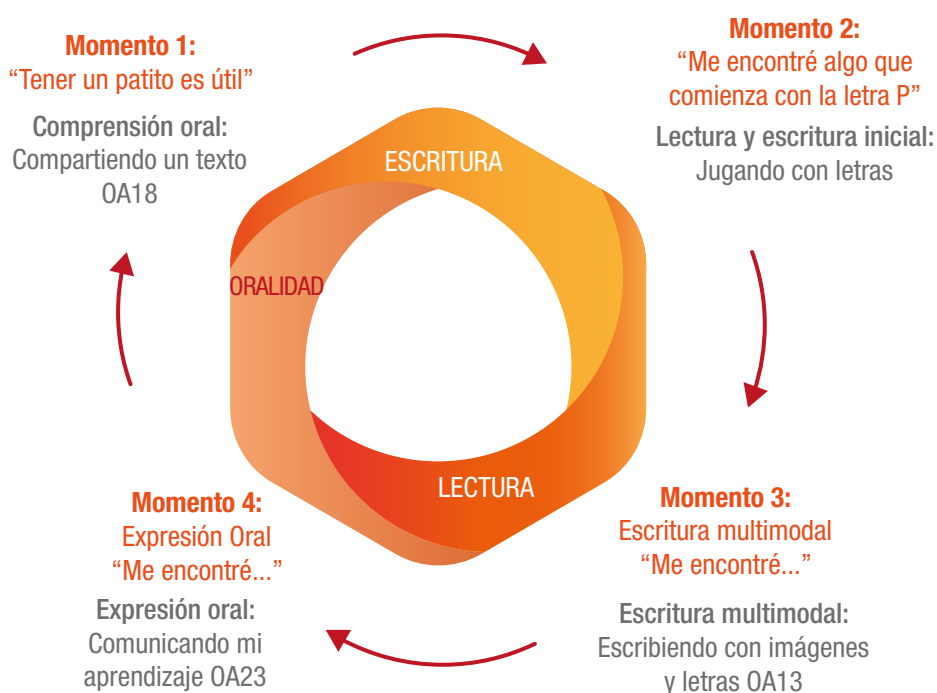 Momento 1:
“Tener un patito es útil”
Comprensión oral:
Compartiendo un texto
OA18
Momento 2:
“Me encontré algo que
comienza con la letra P”
Lectura y escritura inicial:
Jugando con letras
ESCRITURA
ORALIDAD
LECTURA
Momento 3:
Escritura multimodal
“Me encontré...”
Escritura multimodal:
Escribiendo con imágenes
y letras OA13
Momento 4:
Expresión Oral
“Me encontré...”
Expresión oral:
Comunicando mi
aprendizaje OA23